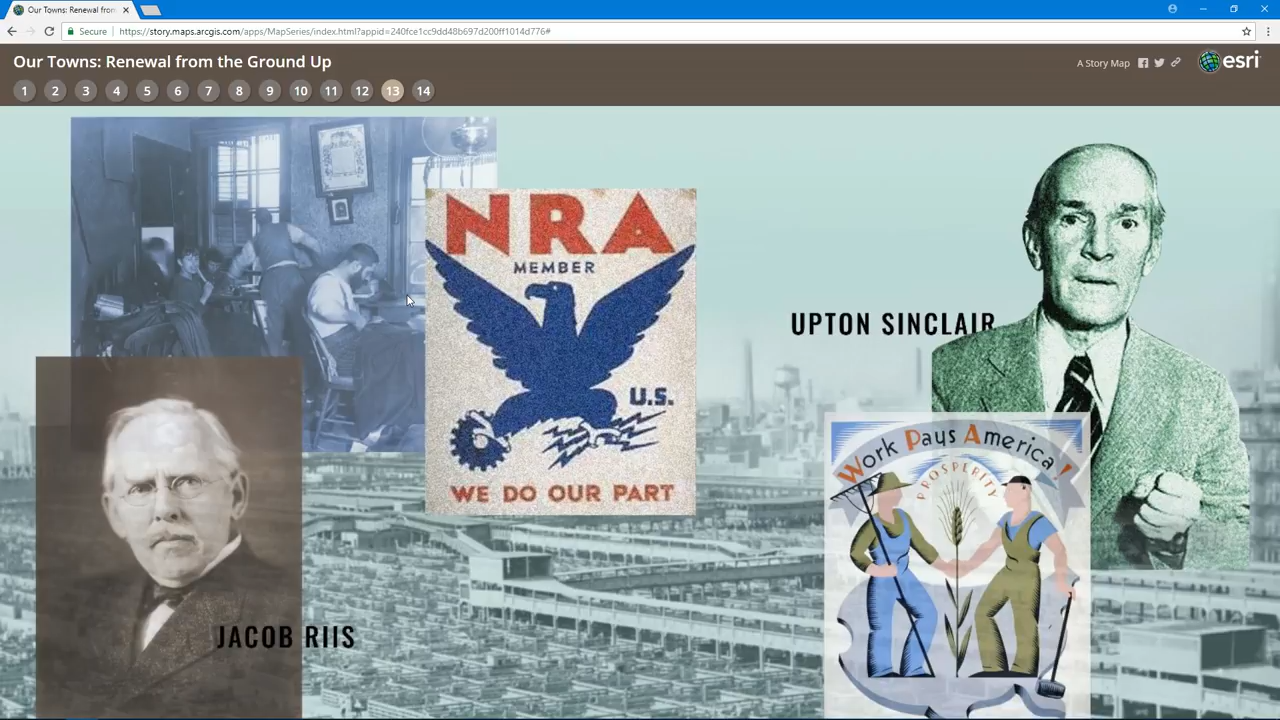 Our Towns: Renewal from
Secure
https://story.maps.arcgis.com/apps/MapSeries/index.html?appid=240fce1cc9dd48b697d200ff1014d776#
Our Towns: Renewal from the Ground Up
A Story Map
esri
1 2 3 4 5 6 7 8 9 10 11 12 13 14
NRA
MEMBER
U.S.
WE DO OUR PART
UPTON SINCLAIR
Work Pays America!
PROSPERITY
JACOB RIIS